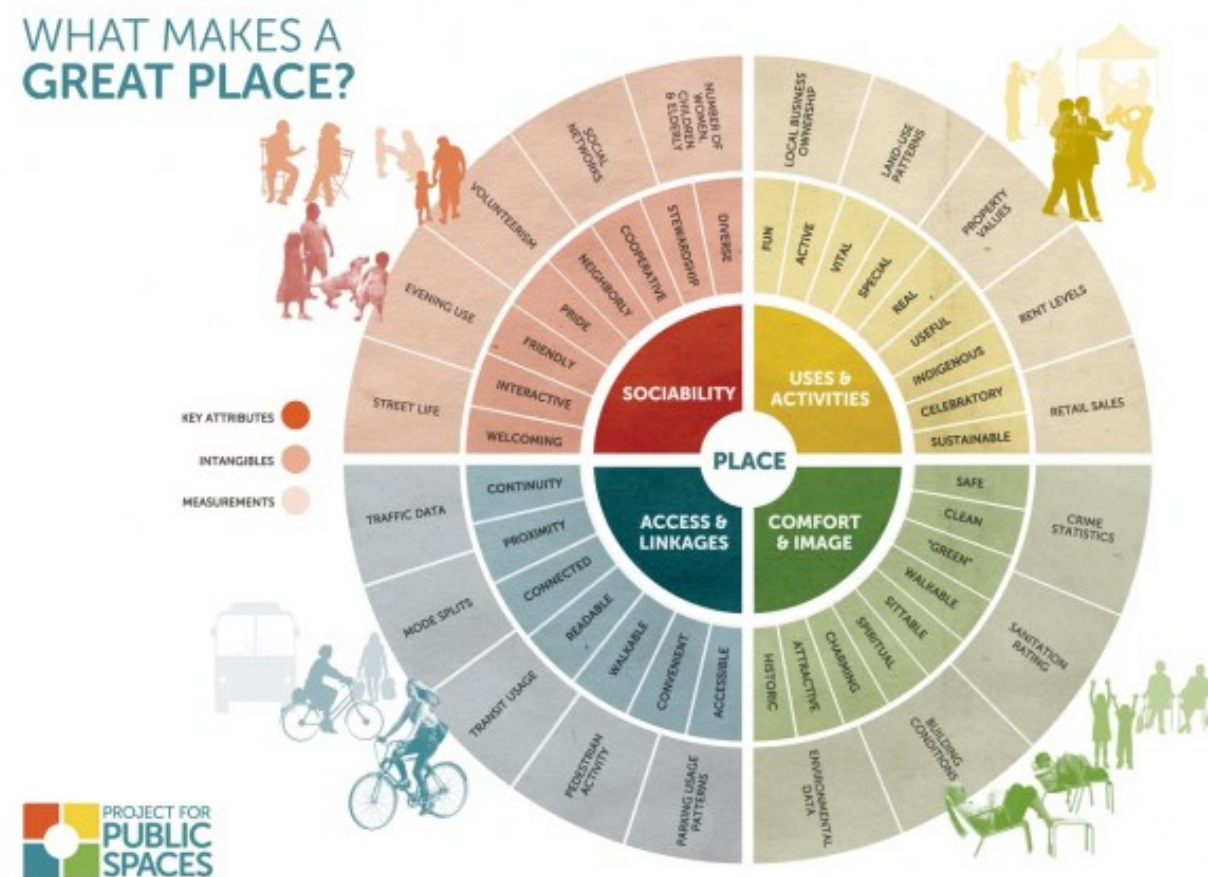 WHAT MAKES A
GREAT PLACE?
KEY ATTRIBUTES
INTANGIBLES
MEASUREMENTS
PLACE
SOCIABILITY
USES &
ACTIVITIES
ACCESS &
LINKAGES
COMFORT
& IMAGE
DIVERSE
STEWARDSHIP
COOPERATIVE
NEIGHBORLY
PRIDE
FRIENDLY
INTERACTIVE
WELCOMING
NUMBER OF
WOMEN,
CHILDREN
& ELDERLY
SOCIAL
NETWORKS
VOLUNTEERISM
EVENING USE
STREET LIFE
FUN
ACTIVE
VITAL
SPECIAL
REAL
USEFUL
INDIGENOUS
CELEBRATORY
SUSTAINABLE
LOCAL BUSINESS
OWNERSHIP
LAND-USE
PATTERNS
PROPERTY
VALUES
RENT LEVELS
RETAIL SALES
CONTINUITY
PROXIMITY
CONNECTED
READABLE
WALKABLE
CONVENIENT
ACCESSIBLE
TRAFFIC DATA
MODE SPLITS
TRANSIT USAGE
PEDESTRIAN
ACTIVITY
PARKING USAGE
PATTERNS
SAFE
CLEAN
"GREEN"
WALKABLE
SITTABLE
SPIRITUAL
CHARMING
ATTRACTIVE
HISTORIC
CRIME
STATISTICS
SANITATION
RATING
BUILDING
CONDITIONS
ENVIRONMENTAL
DATA
PROJECT FOR
PUBLIC
SPACES